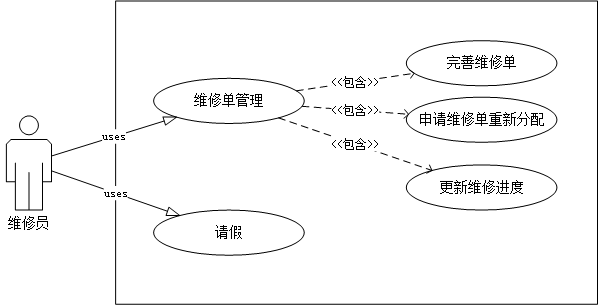 完善维修单
<<包含>>
维修单管理
<<包含>>
申请维修单重新分配
uses
<<包含>>
更新维修进度
uses
维修员
请假